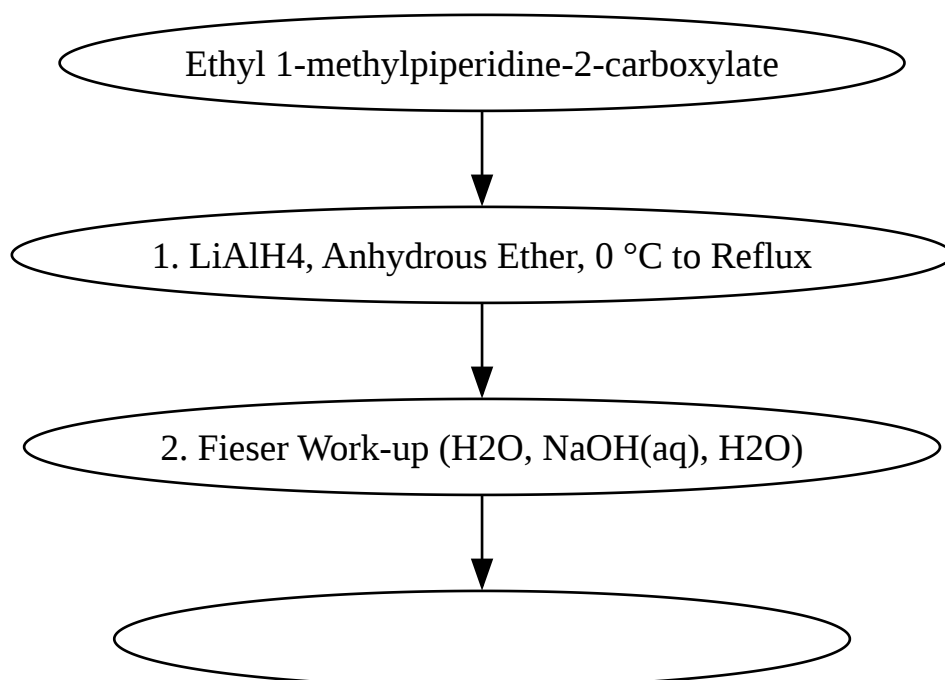 Ethyl 1-methylpiperidine-2-carboxylate
1. LiAlH4, Anhydrous Ether, 0 °C to Reflux
2. Fieser Work-up (H2O, NaOH(aq), H2O)